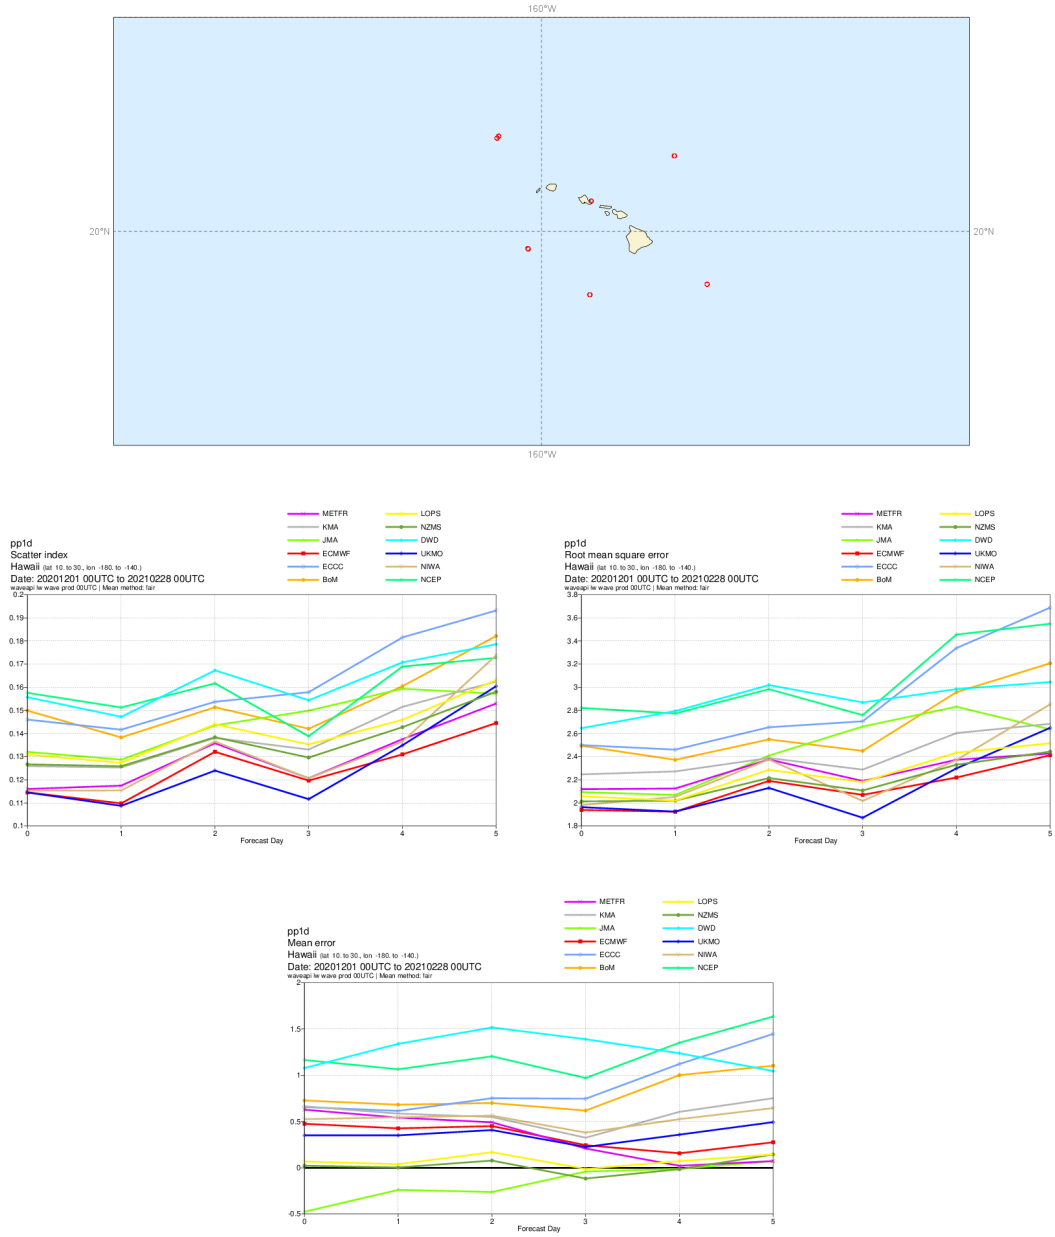 160°W
20°N
20°N
160°W
METFR
LOPS
KMA
NZMS
JMA
DWD
ECMWF
UKMO
ECCC
NIWA
BoM
NCEP
pp1d
Scatter index
Hawaii (lat 10. to 30., lon -180. to -140.)
Date: 20201201 00UTC to 20210228 00UTC
waveapi lw wave prod 00UTC | Mean method: fair
0.2
0.19
0.18
0.17
0.16
0.15
0.14
0.13
0.12
0.11
0.1
0 1 2 3 4 5
Forecast Day
METFR
LOPS
KMA
NZMS
JMA
DWD
ECMWF
UKMO
ECCC
NIWA
BoM
NCEP
pp1d
Root mean square error
Hawaii (lat 10. to 30., lon -180. to -140.)
Date: 20201201 00UTC to 20210228 00UTC
waveapi lw wave prod 00UTC | Mean method: fair
3.8
3.6
3.4
3.2
3
2.8
2.6
2.4
2.2
2
1.8
0 1 2 3 4 5
Forecast Day
METFR
LOPS
KMA
NZMS
JMA
DWD
ECMWF
UKMO
ECCC
NIWA
BoM
NCEP
pp1d
Mean error
Hawaii (lat 10. to 30., lon -180. to -140.)
Date: 20201201 00UTC to 20210228 00UTC
waveapi lw wave prod 00UTC | Mean method: fair
2
1.5
1
0.5
0
-0.5
0 1 2 3 4 5
Forecast Day